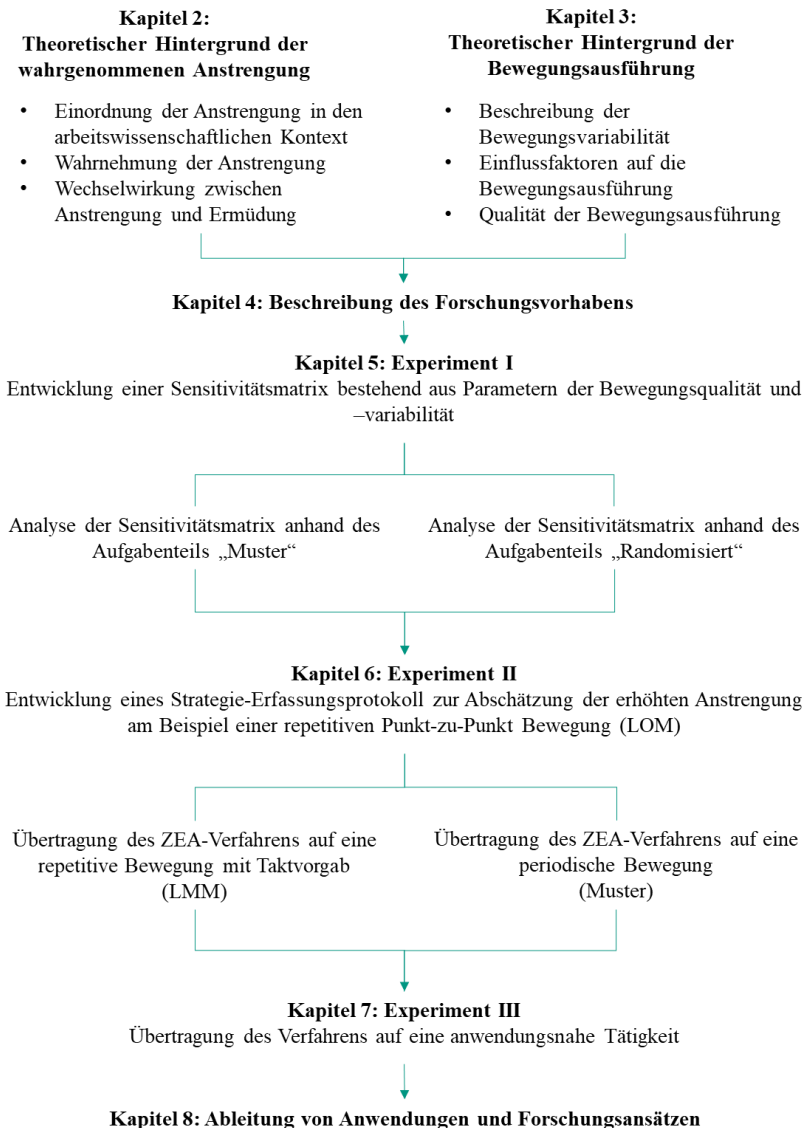 Kapitel 2:
Theoretischer Hintergrund der
wahrgenommenen Anstrengung
• Einordnung der Anstrengung in den
arbeitswissenschaftlichen Kontext
• Wahrnehmung der Anstrengung
• Wechselwirkung zwischen
Anstrengung und Ermüdung
Kapitel 3:
Theoretischer Hintergrund der
Bewegungsausführung
• Beschreibung der
Bewegungsvariabilität
• Einflussfaktoren auf die
Bewegungsausführung
• Qualität der Bewegungsausführung
Kapitel 4: Beschreibung des Forschungsvorhabens
Kapitel 5: Experiment I
Entwicklung einer Sensitivitätsmatrix bestehend aus Parametern der Bewegungsqualität und
–variabilität
Analyse der Sensitivitätsmatrix anhand des
Aufgabenteils „Muster“
Analyse der Sensitivitätsmatrix anhand des
Aufgabenteils „Randomisiert“
Kapitel 6: Experiment II
Entwicklung eines Strategie-Erfassungsprotokoll zur Abschätzung der erhöhten Anstrengung
am Beispiel einer repetitiven Punkt-zu-Punkt Bewegung (LOM)
Übertragung des ZEA-Verfahrens auf eine
repetitive Bewegung mit Taktvorgab
(LMM)
Übertragung des ZEA-Verfahrens auf eine
periodische Bewegung
(Muster)
Kapitel 7: Experiment III
Übertragung des Verfahrens auf eine anwendungsnahe Tätigkeit
Kapitel 8: Ableitung von Anwendungen und Forschungsansätzen